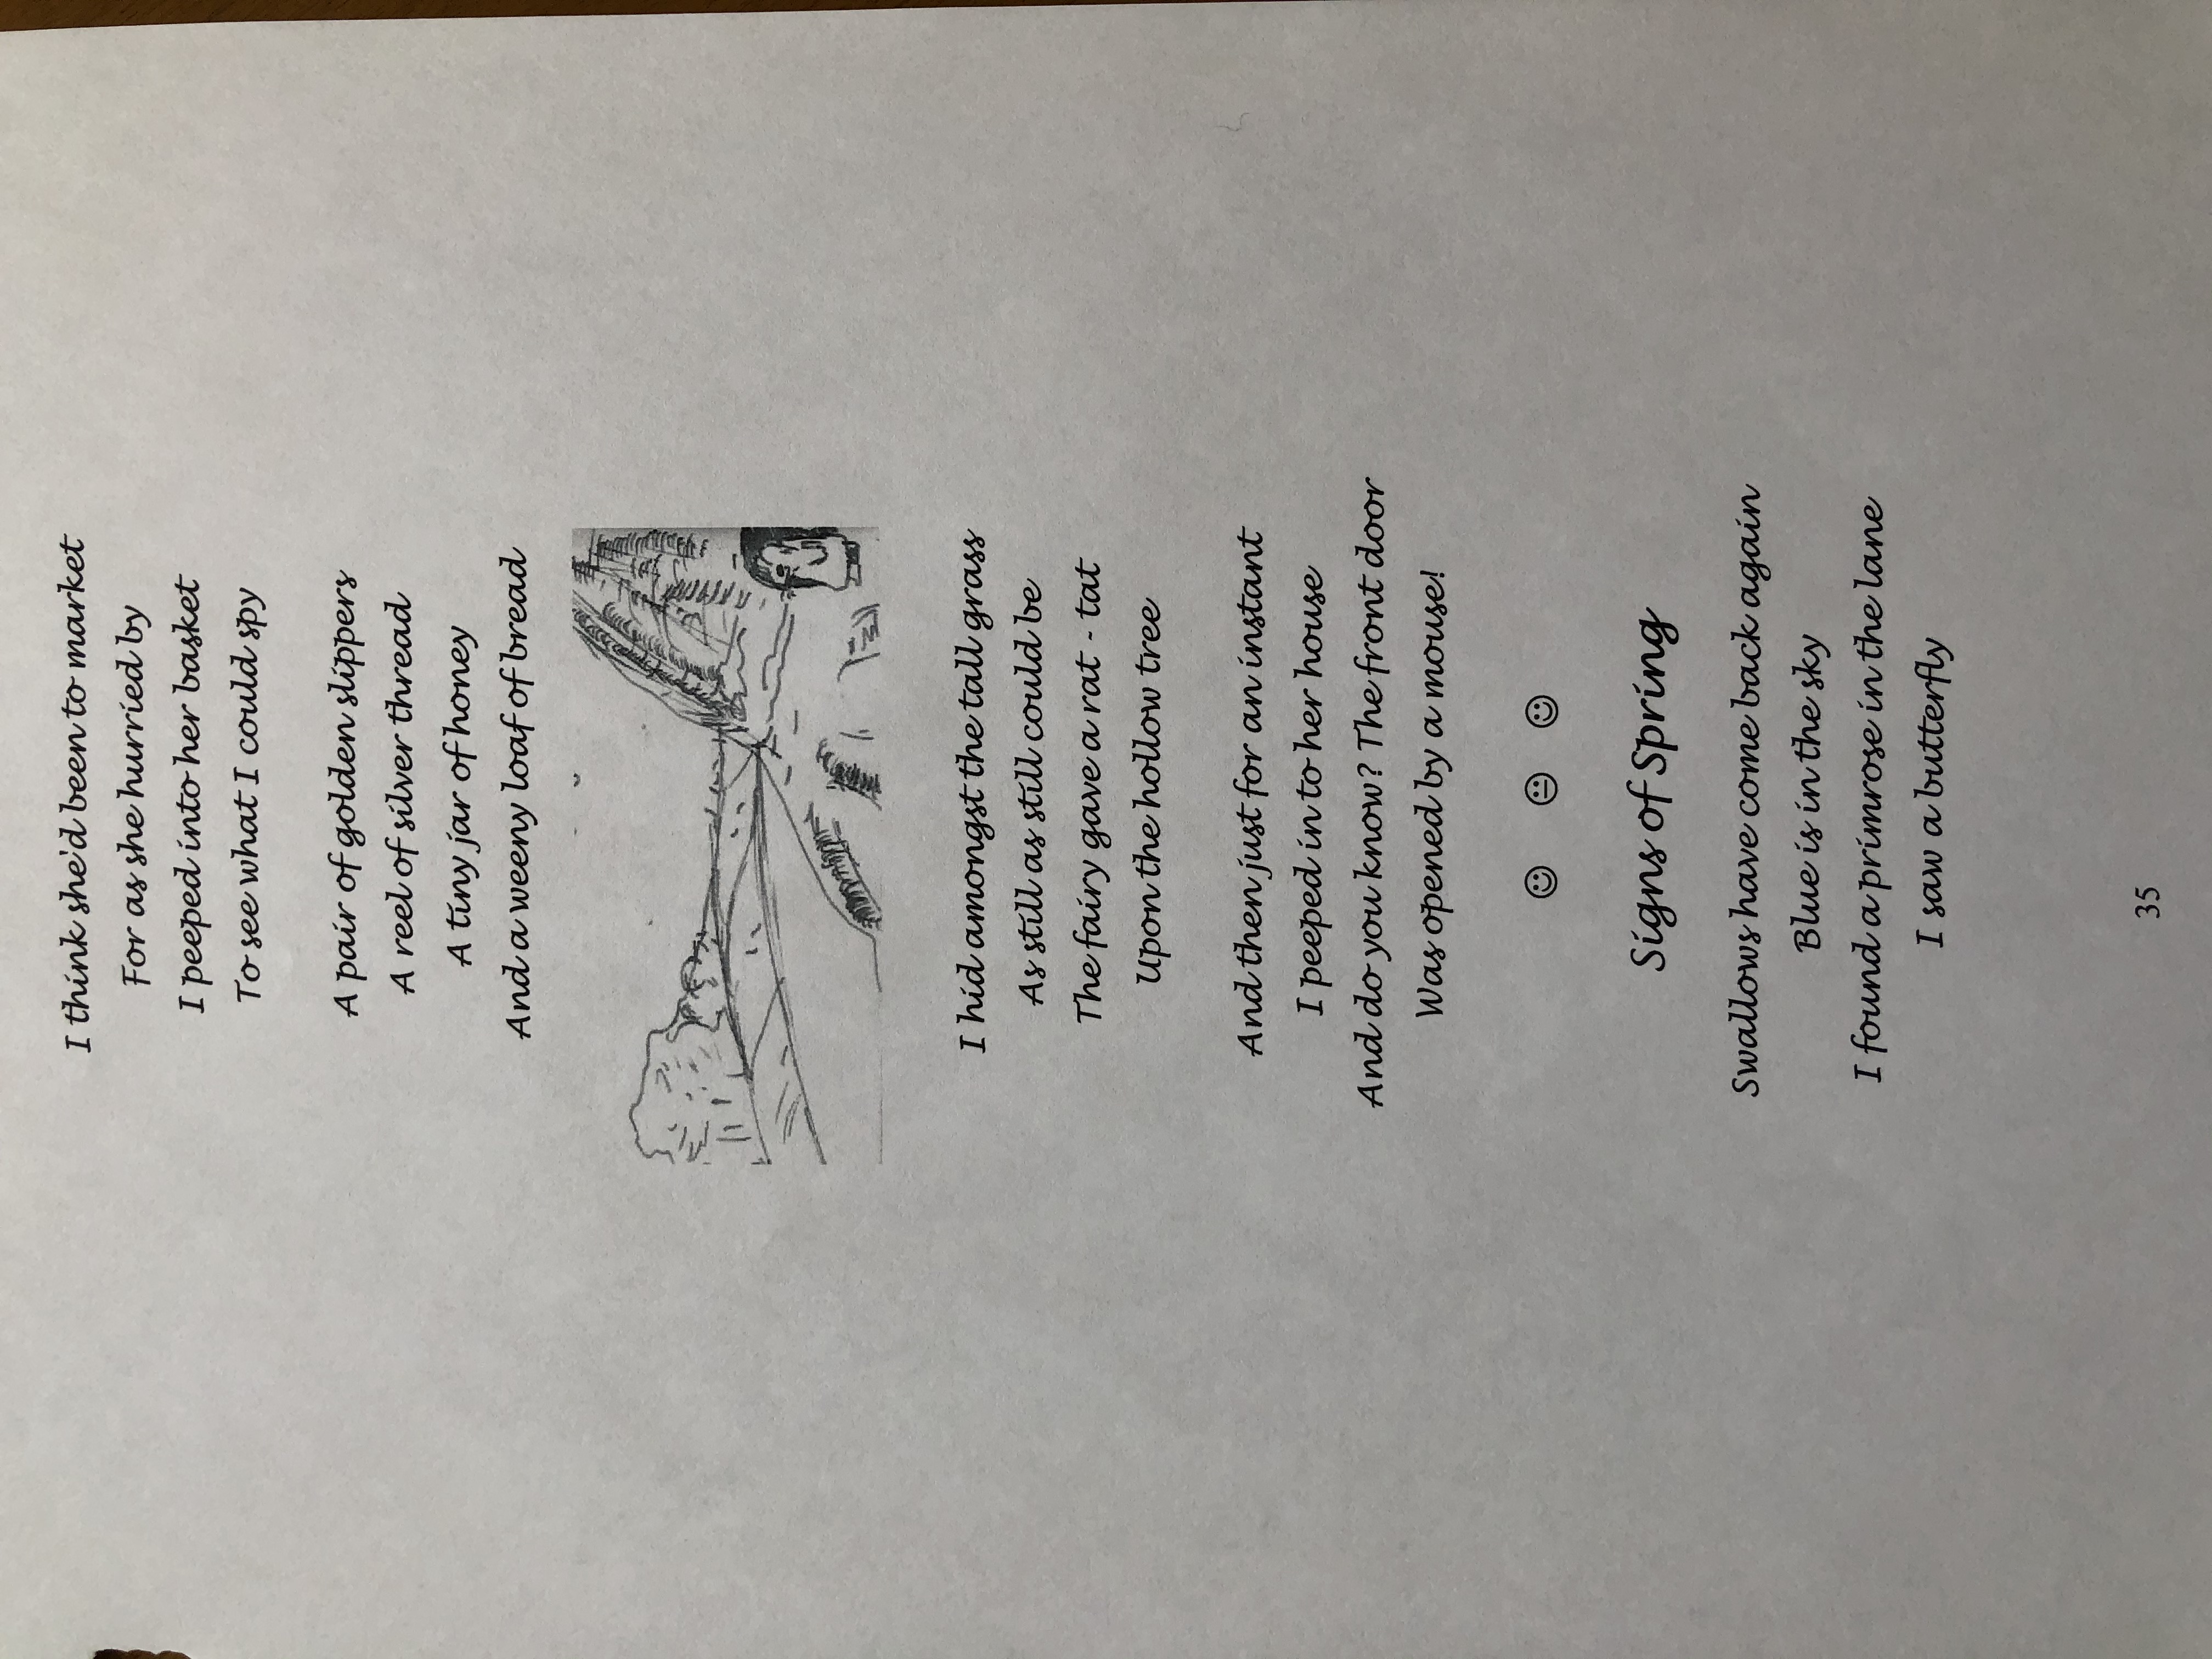 I think she'd been to market
For as she hurried by
I peeped into her basket
To see what I could spy
A pair of golden slippers
A reel of silver thread
A tiny jar of honey
And a weeny loaf of bread
I hid amongst the tall grass
As still as still could be
The fairy gave a rat - tat
Upon the hollow tree
And then just for an instant
I peeped in to her house
And do you know? The front door
Was opened by a mouse!
☺ 😐 ☺
Signs of Spring
Swallows have come back again
Blue is in the sky
I found a primrose in the lane
I saw a butterfly
35